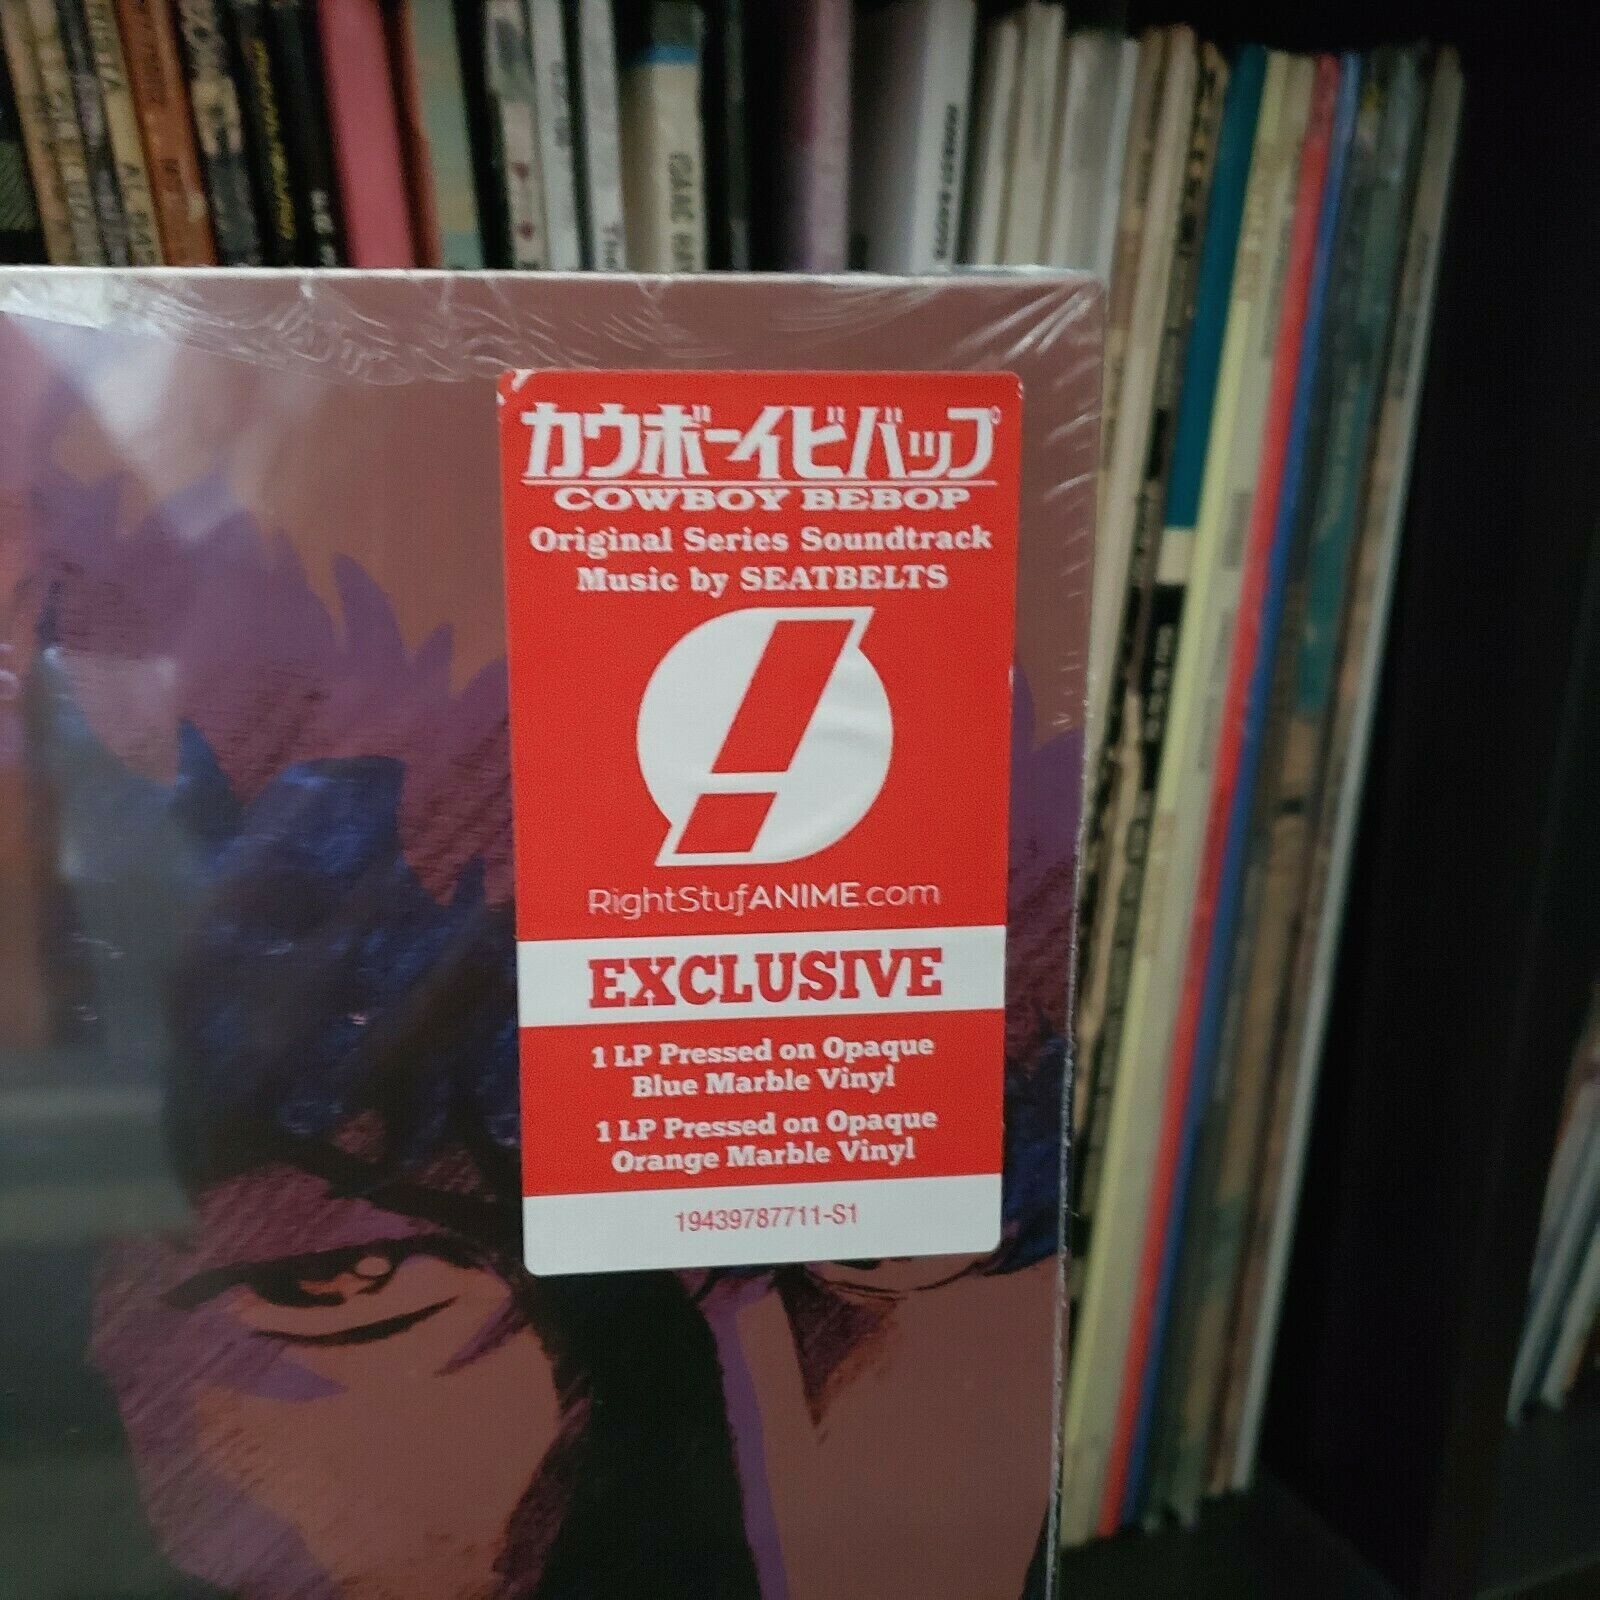 カウボーイビバップ
COWBOY BEBOP
Original Series Soundtrack
Music by SEATBELTS
RightStufANIME.com
EXCLUSIVE
1 LP Pressed on Opaque
Blue Marble Vinyl
1 LP Pressed on Opaque
Orange Marble Vinyl
19439787711-S1